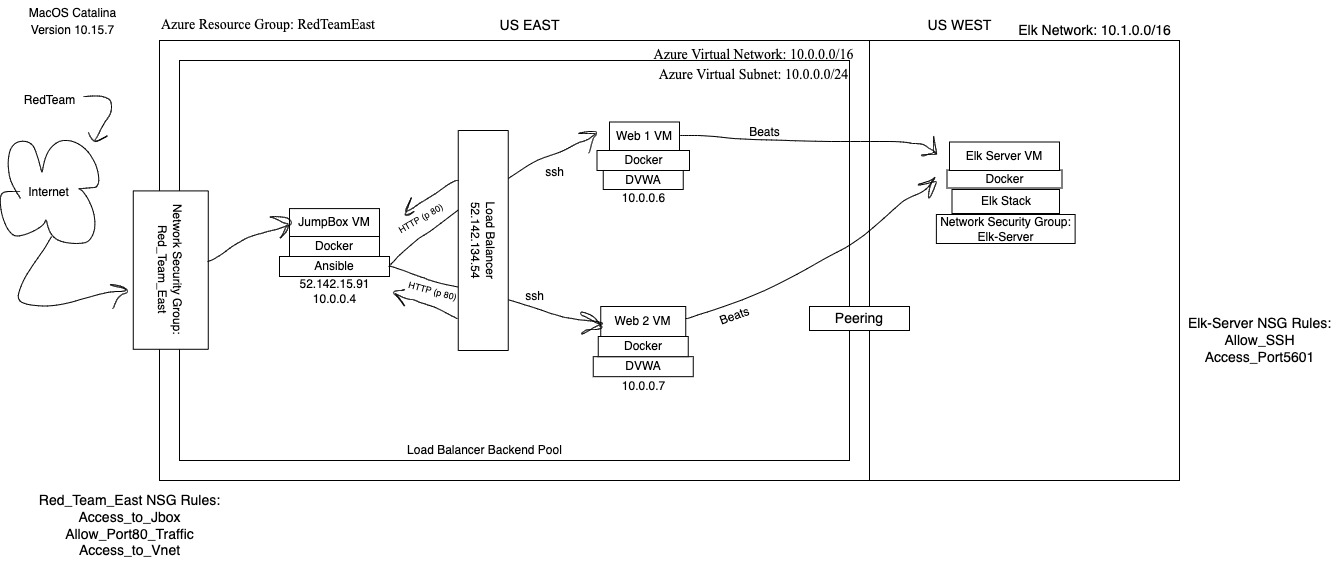 MacOS Catalina
Version 10.15.7
Azure Resource Group: RedTeamEast
US EAST
US WEST
Elk Network: 10.1.0.0/16
Azure Virtual Network: 10.0.0.0/16
Azure Virtual Subnet: 10.0.0.0/24
RedTeam
Internet
Network Security Group:
Red_Team_East
JumpBox VM
Docker
Ansible
52.142.15.91
10.0.0.4
HTTP (p 80)
HTTP (p 80)
Load Balancer
52.142.134.54
ssh
ssh
Web 1 VM
Docker
DVWA
10.0.0.6
Web 2 VM
Docker
DVWA
10.0.0.7
Beats
Beats
Elk Server VM
Docker
Elk Stack
Network Security Group:
Elk-Server
Peering
Elk-Server NSG Rules:
Allow_SSH
Access_Port5601
Load Balancer Backend Pool
Red_Team_East NSG Rules:
Access_to_Jbox
Allow_Port80_Traffic
Access_to_Vnet